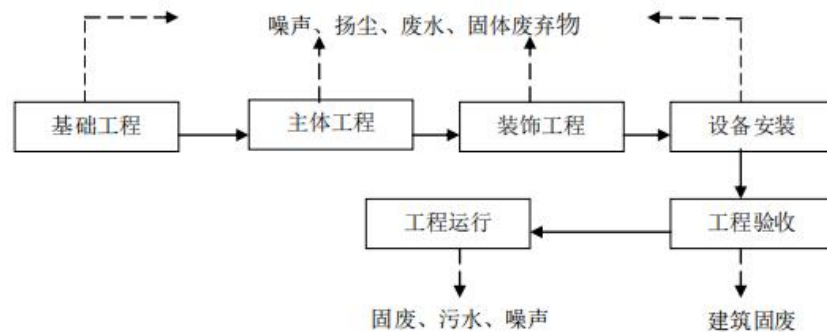 噪声、扬尘、废水、固体废弃物
基础工程
主体工程
装饰工程
设备安装
工程运行
工程验收
固废、污水、噪声
建筑固废